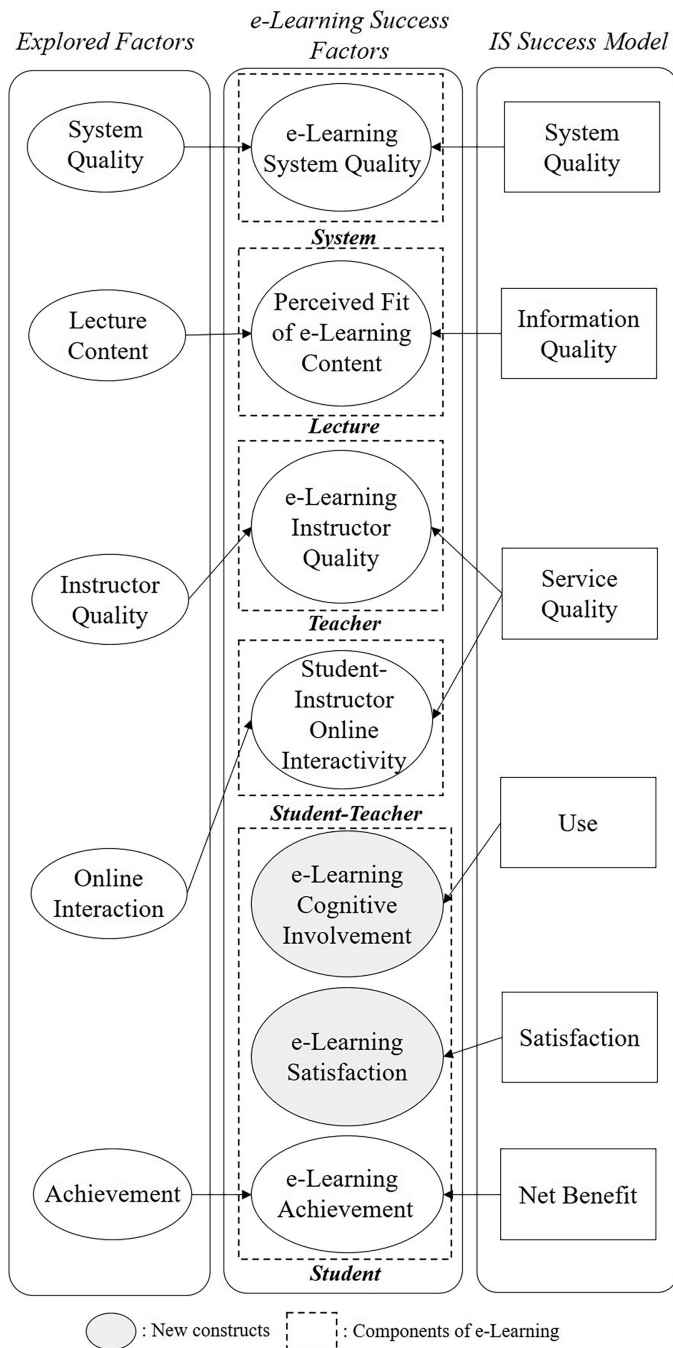 Explored Factors
e-Learning Success
Factors
IS Success Model
System
Quality
e-Learning
System Quality
System
Quality
System
Lecture
Content
Perceived Fit
of e-Learning
Content
Information
Quality
Lecture
Instructor
Quality
e-Learning
Instructor
Quality
Service
Quality
Teacher
Student-
Instructor
Online
Interactivity
Student-Teacher
Use
Online
Interaction
e-Learning
Cognitive
Involvement
e-Learning
Satisfaction
Satisfaction
Achievement
e-Learning
Achievement
Net Benefit
Student
: New constructs
: Components of e-Learning